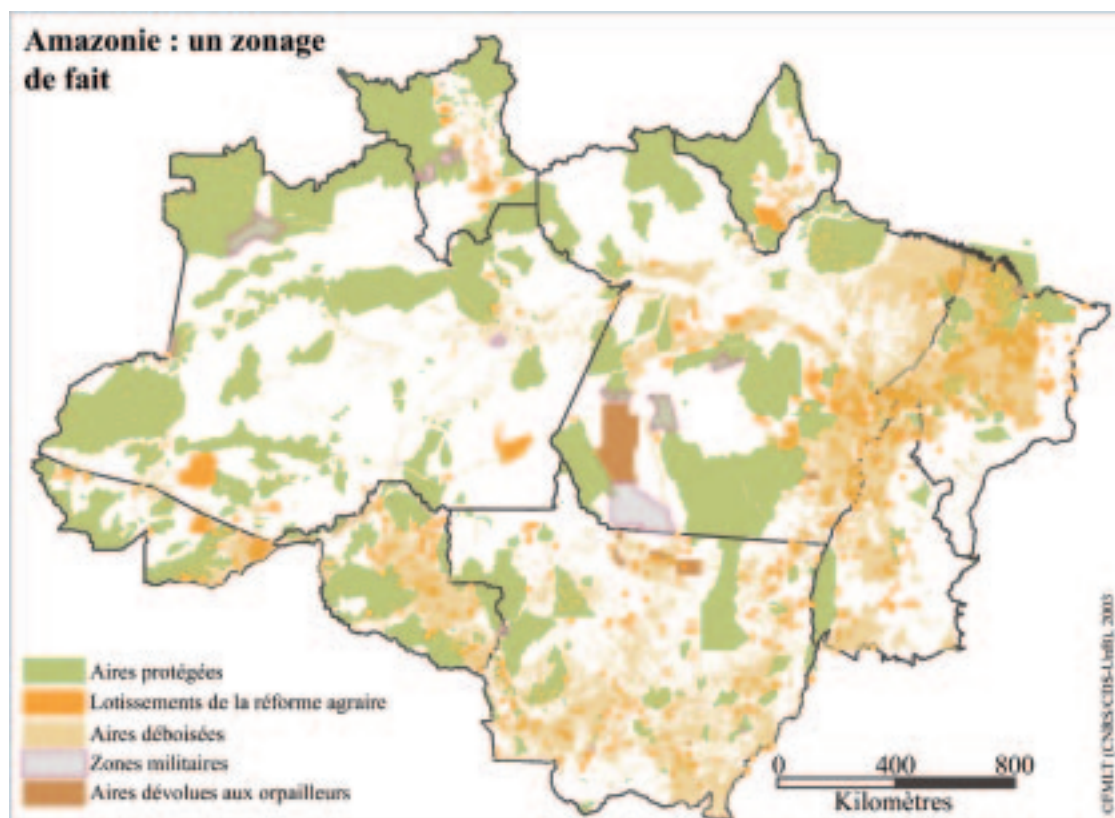 Amazonie : un zonage
de fait
Aires protégées
Lotissements de la réforme agraire
Aires déboisées
Zones militaires
Aires dévolues aux orpailleurs
0 400 800
Kilomètres
2003